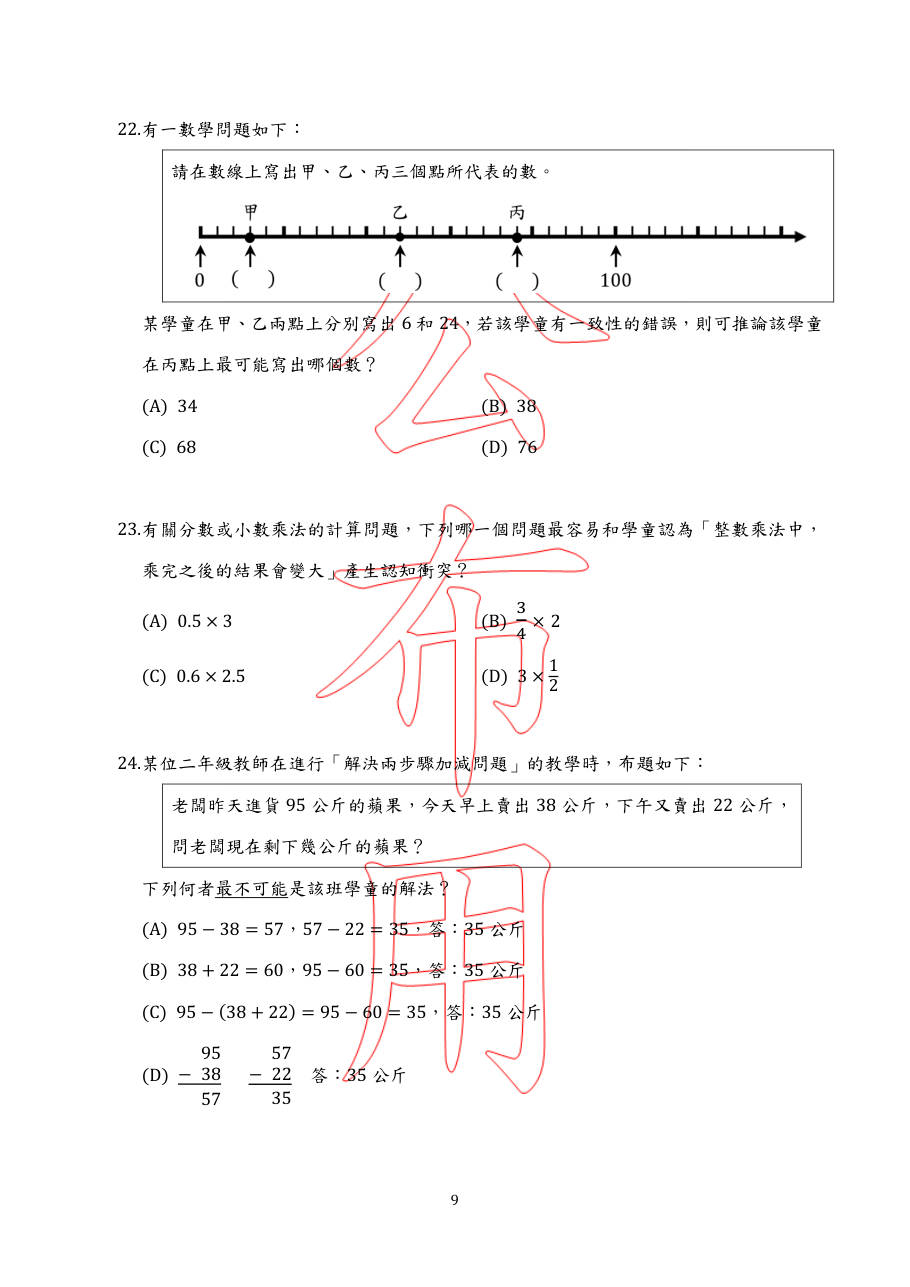 22.有一數學問題如下：
請在數線上寫出甲、乙、丙三個點所代表的數。
甲 乙 丙
0 ( ) ( ) ( ) 100
某學童在甲、乙兩點上分別寫出 6 和 24，若該學童有一致性的錯誤，則可推論該學童
在丙點上最可能寫出哪個數？
(A) 34 (B) 38
(C) 68 (D) 76
23.有關分數或小數乘法的計算問題，下列哪一個問題最容易和學童認為「整數乘法中，
乘完之後的結果會變大」產生認知衝突？
(A) 0.5 × 3 (B) 3/4 × 2
(C) 0.6 × 2.5 (D) 3 × 1/2
24.某位二年級教師在進行「解決兩步驟加減問題」的教學時，布題如下：
老闆昨天進貨 95 公斤的蘋果，今天早上賣出 38 公斤，下午又賣出 22 公斤，
問老闆現在剩下幾公斤的蘋果？
下列何者最不可能是該班學童的解法？
(A) 95 − 38 = 57，57 − 22 = 35，答：35 公斤
(B) 38 + 22 = 60，95 − 60 = 35，答：35 公斤
(C) 95 − (38 + 22) = 95 − 60 = 35，答：35 公斤
95 57
(D) − 38 − 22 答：35 公斤
57 35
公布用
9